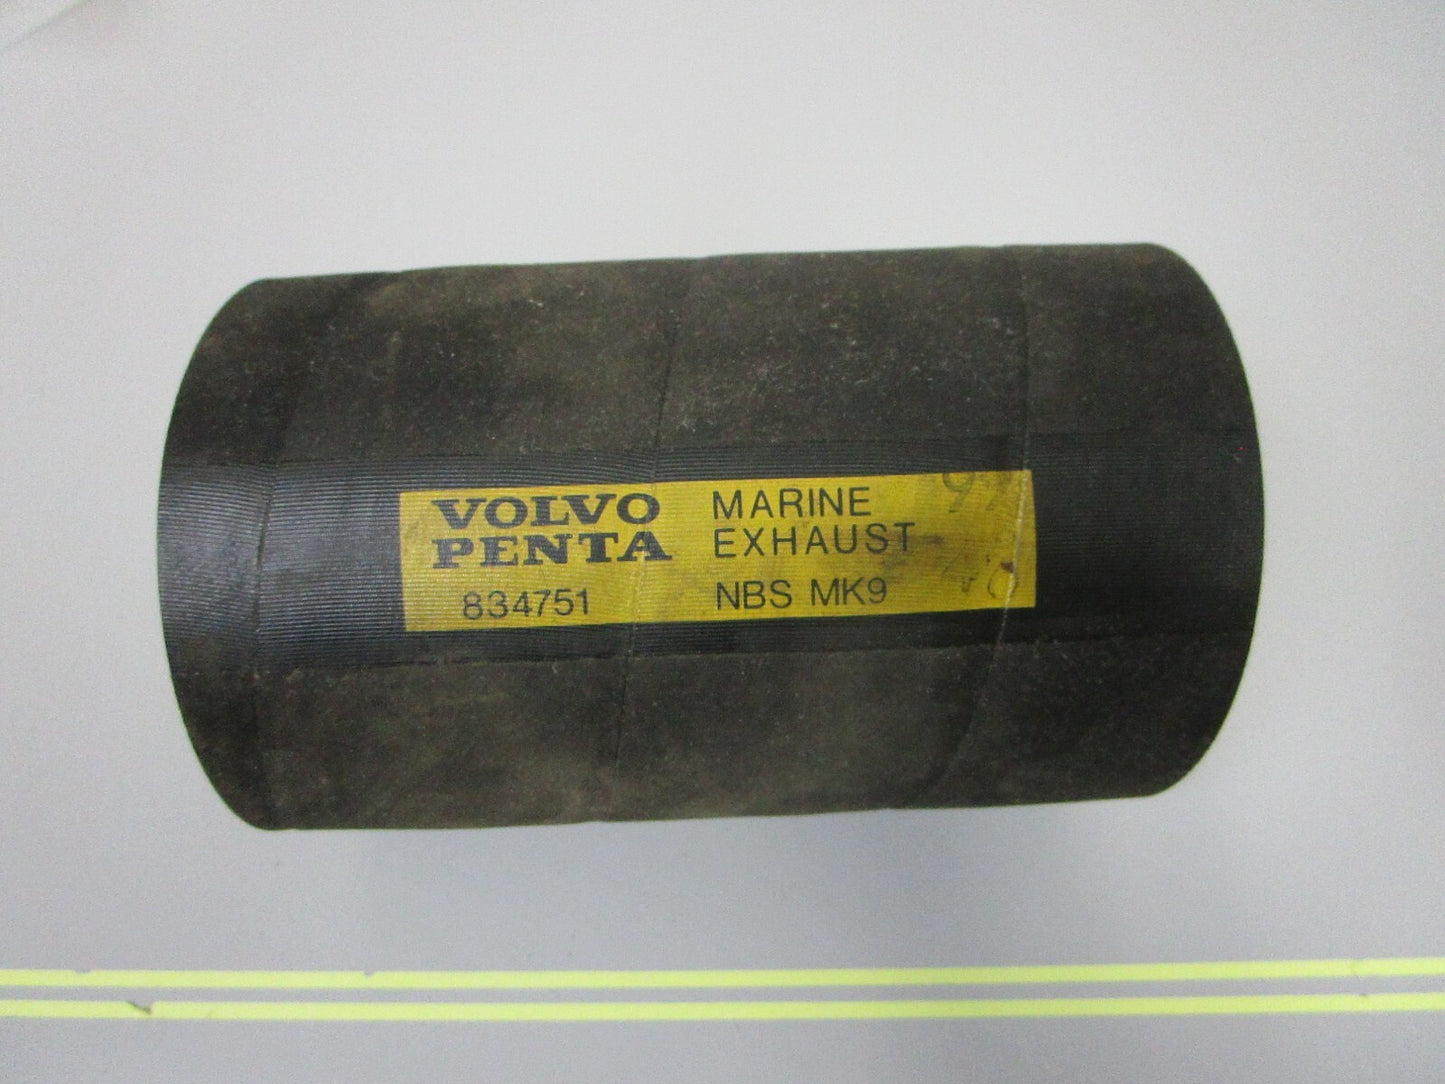 VOLVO
PENTA
834751
MARINE
EXHAUST
NBS MK9